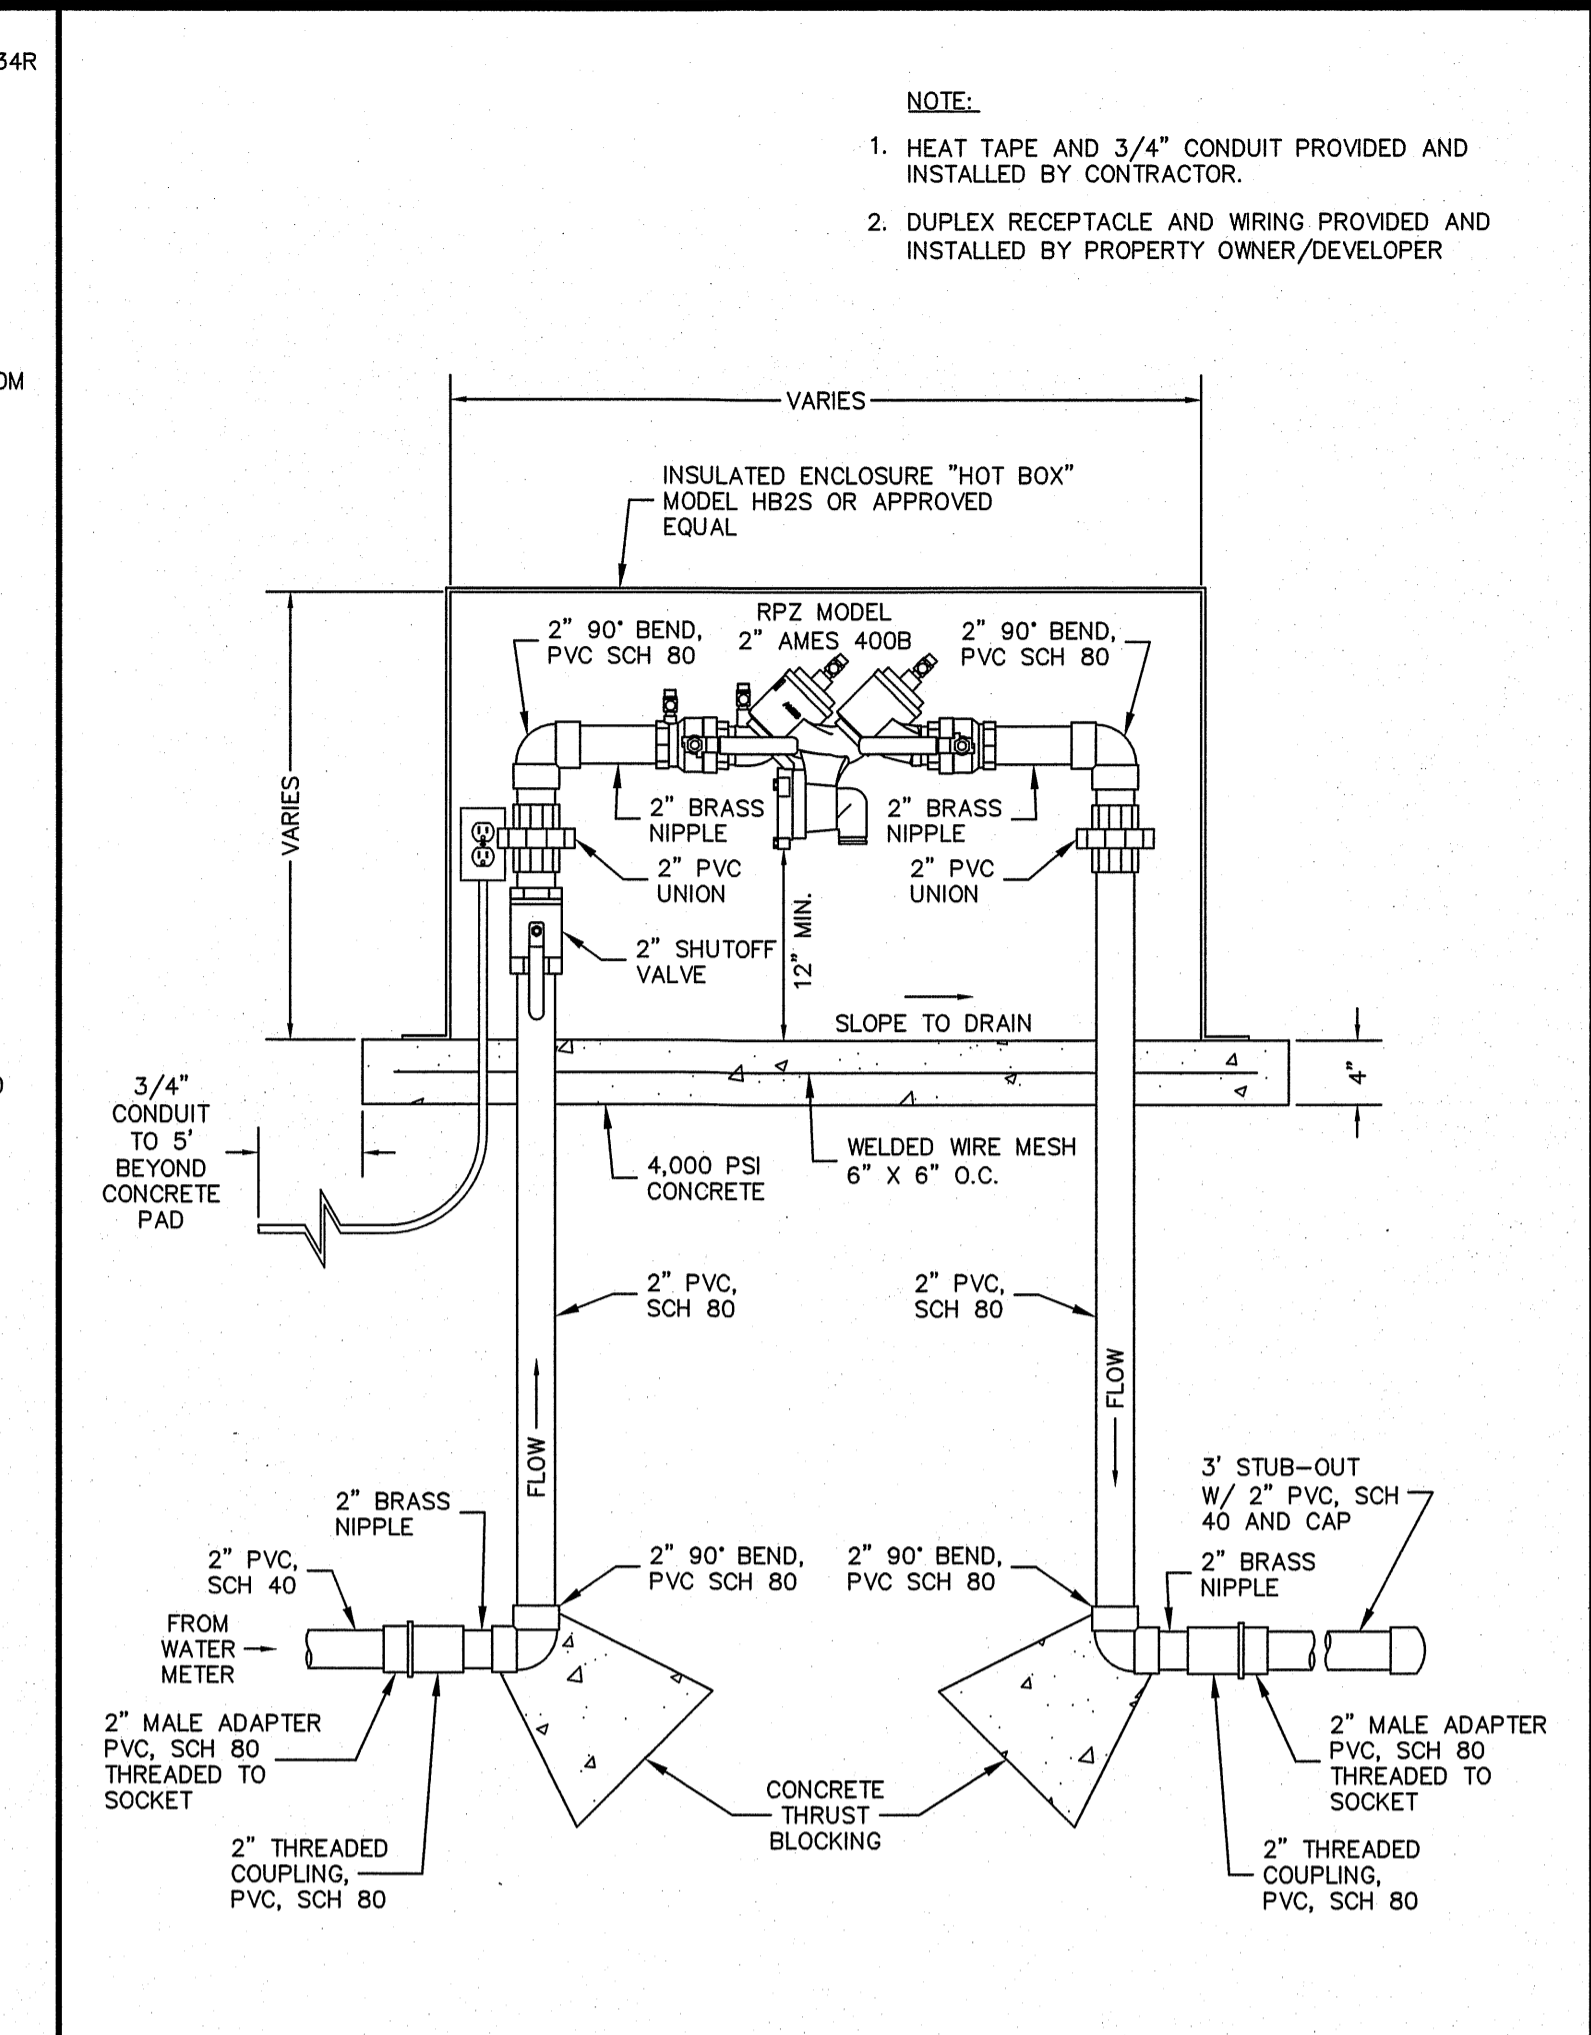 34R
OM
NOTE:
1. HEAT TAPE AND 3/4" CONDUIT PROVIDED AND
INSTALLED BY CONTRACTOR.
2. DUPLEX RECEPTACLE AND WIRING PROVIDED AND
INSTALLED BY PROPERTY OWNER/DEVELOPER
VARIES
INSULATED ENCLOSURE "HOT BOX"
MODEL HB2S OR APPROVED
EQUAL
RPZ MODEL
2" AMES 400B
2" 90° BEND,
PVC SCH 80
2" 90° BEND,
PVC SCH 80
VARIES
2" BRASS
NIPPLE
2" BRASS
NIPPLE
2" PVC
UNION
2" PVC
UNION
2" SHUTOFF
VALVE
12" MIN.
SLOPE TO DRAIN
4"
3/4"
CONDUIT
TO 5'
BEYOND
CONCRETE
PAD
4,000 PSI
CONCRETE
WELDED WIRE MESH
6" X 6" O.C.
2" PVC,
SCH 80
2" PVC,
SCH 80
FLOW
FLOW
2" BRASS
NIPPLE
2" PVC,
SCH 40
FROM
WATER
METER
2" 90° BEND,
PVC SCH 80
2" 90° BEND,
PVC SCH 80
3' STUB-OUT
W/ 2" PVC, SCH
40 AND CAP
2" BRASS
NIPPLE
2" MALE ADAPTER
PVC, SCH 80
THREADED TO
SOCKET
2" THREADED
COUPLING,
PVC, SCH 80
CONCRETE
THRUST
BLOCKING
2" MALE ADAPTER
PVC, SCH 80
THREADED TO
SOCKET
2" THREADED
COUPLING,
PVC, SCH 80